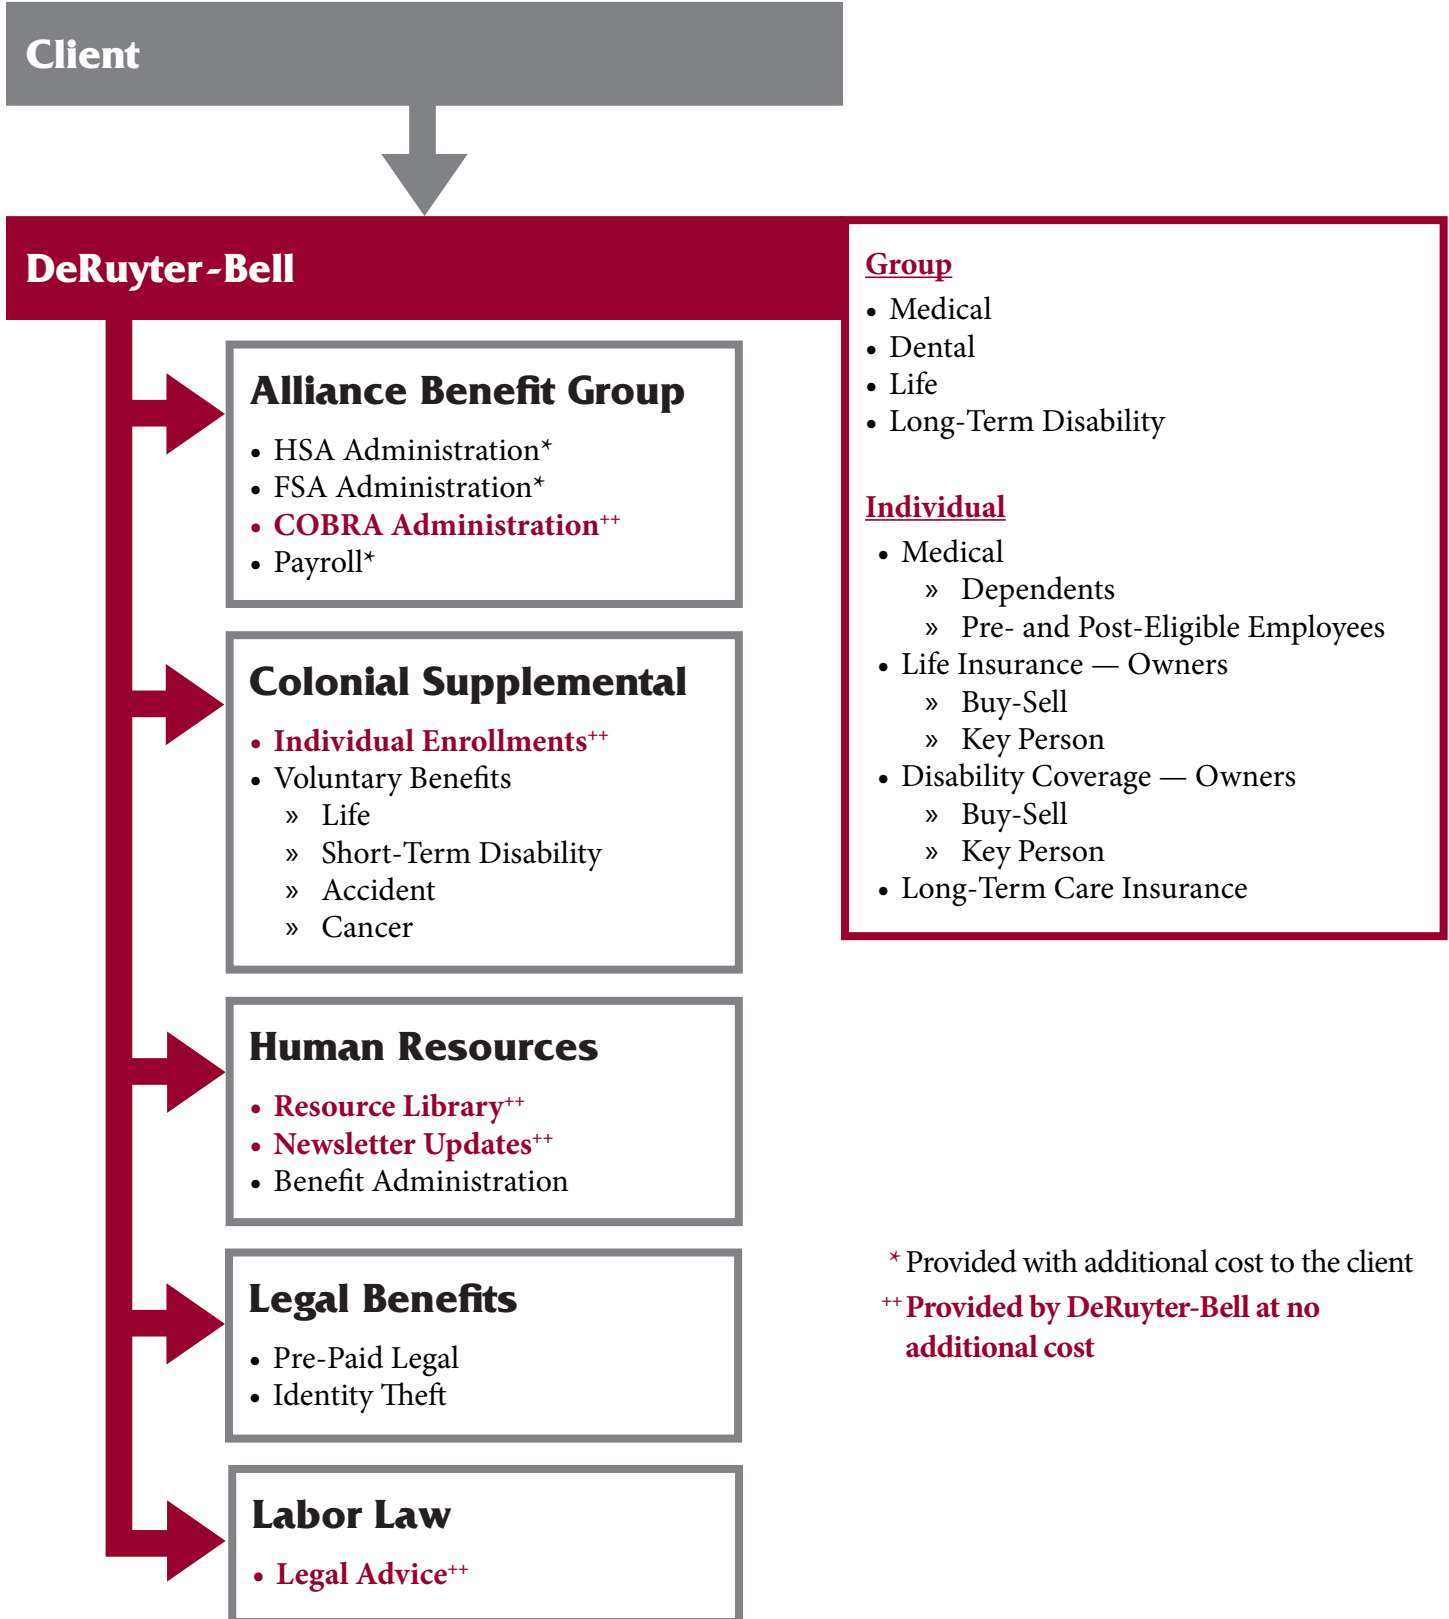 Client
DeRuyter-Bell
Group
• Medical
• Dental
• Life
• Long-Term Disability
Individual
• Medical
» Dependents
» Pre- and Post-Eligible Employees
• Life Insurance — Owners
» Buy-Sell
» Key Person
• Disability Coverage — Owners
» Buy-Sell
» Key Person
• Long-Term Care Insurance
Alliance Benefit Group
• HSA Administration*
• FSA Administration*
• COBRA Administration++
• Payroll*
Colonial Supplemental
• Individual Enrollments++
• Voluntary Benefits
» Life
» Short-Term Disability
» Accident
» Cancer
Human Resources
• Resource Library++
• Newsletter Updates++
• Benefit Administration
Legal Benefits
• Pre-Paid Legal
• Identity Theft
Labor Law
• Legal Advice++
* Provided with additional cost to the client
++ Provided by DeRuyter-Bell at no
additional cost